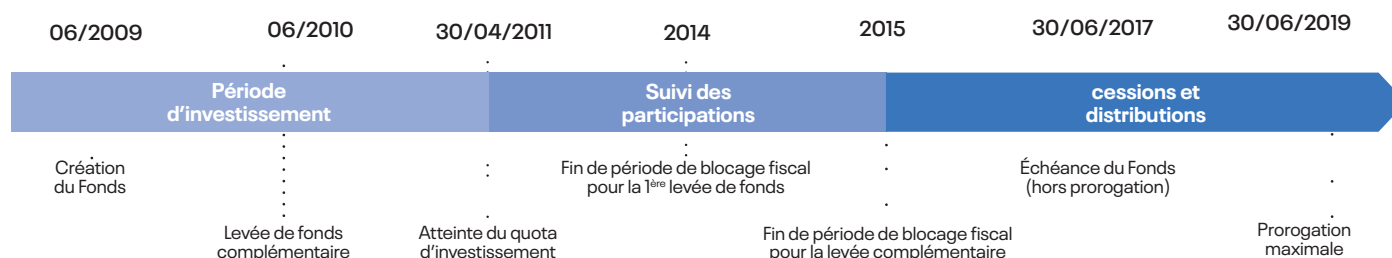 06/2009
06/2010
30/04/2011
2014
2015
30/06/2017
30/06/2019
Période
d'investissement
Suivi des
participations
cessions et
distributions
Création
du Fonds
Fin de période de blocage fiscal
pour la 1ère levée de fonds
Échéance du Fonds
(hors prorogation)
Levée de fonds
complémentaire
Atteinte du quota
d'investissement
Fin de période de blocage fiscal
pour la levée complémentaire
Prorogation
maximale